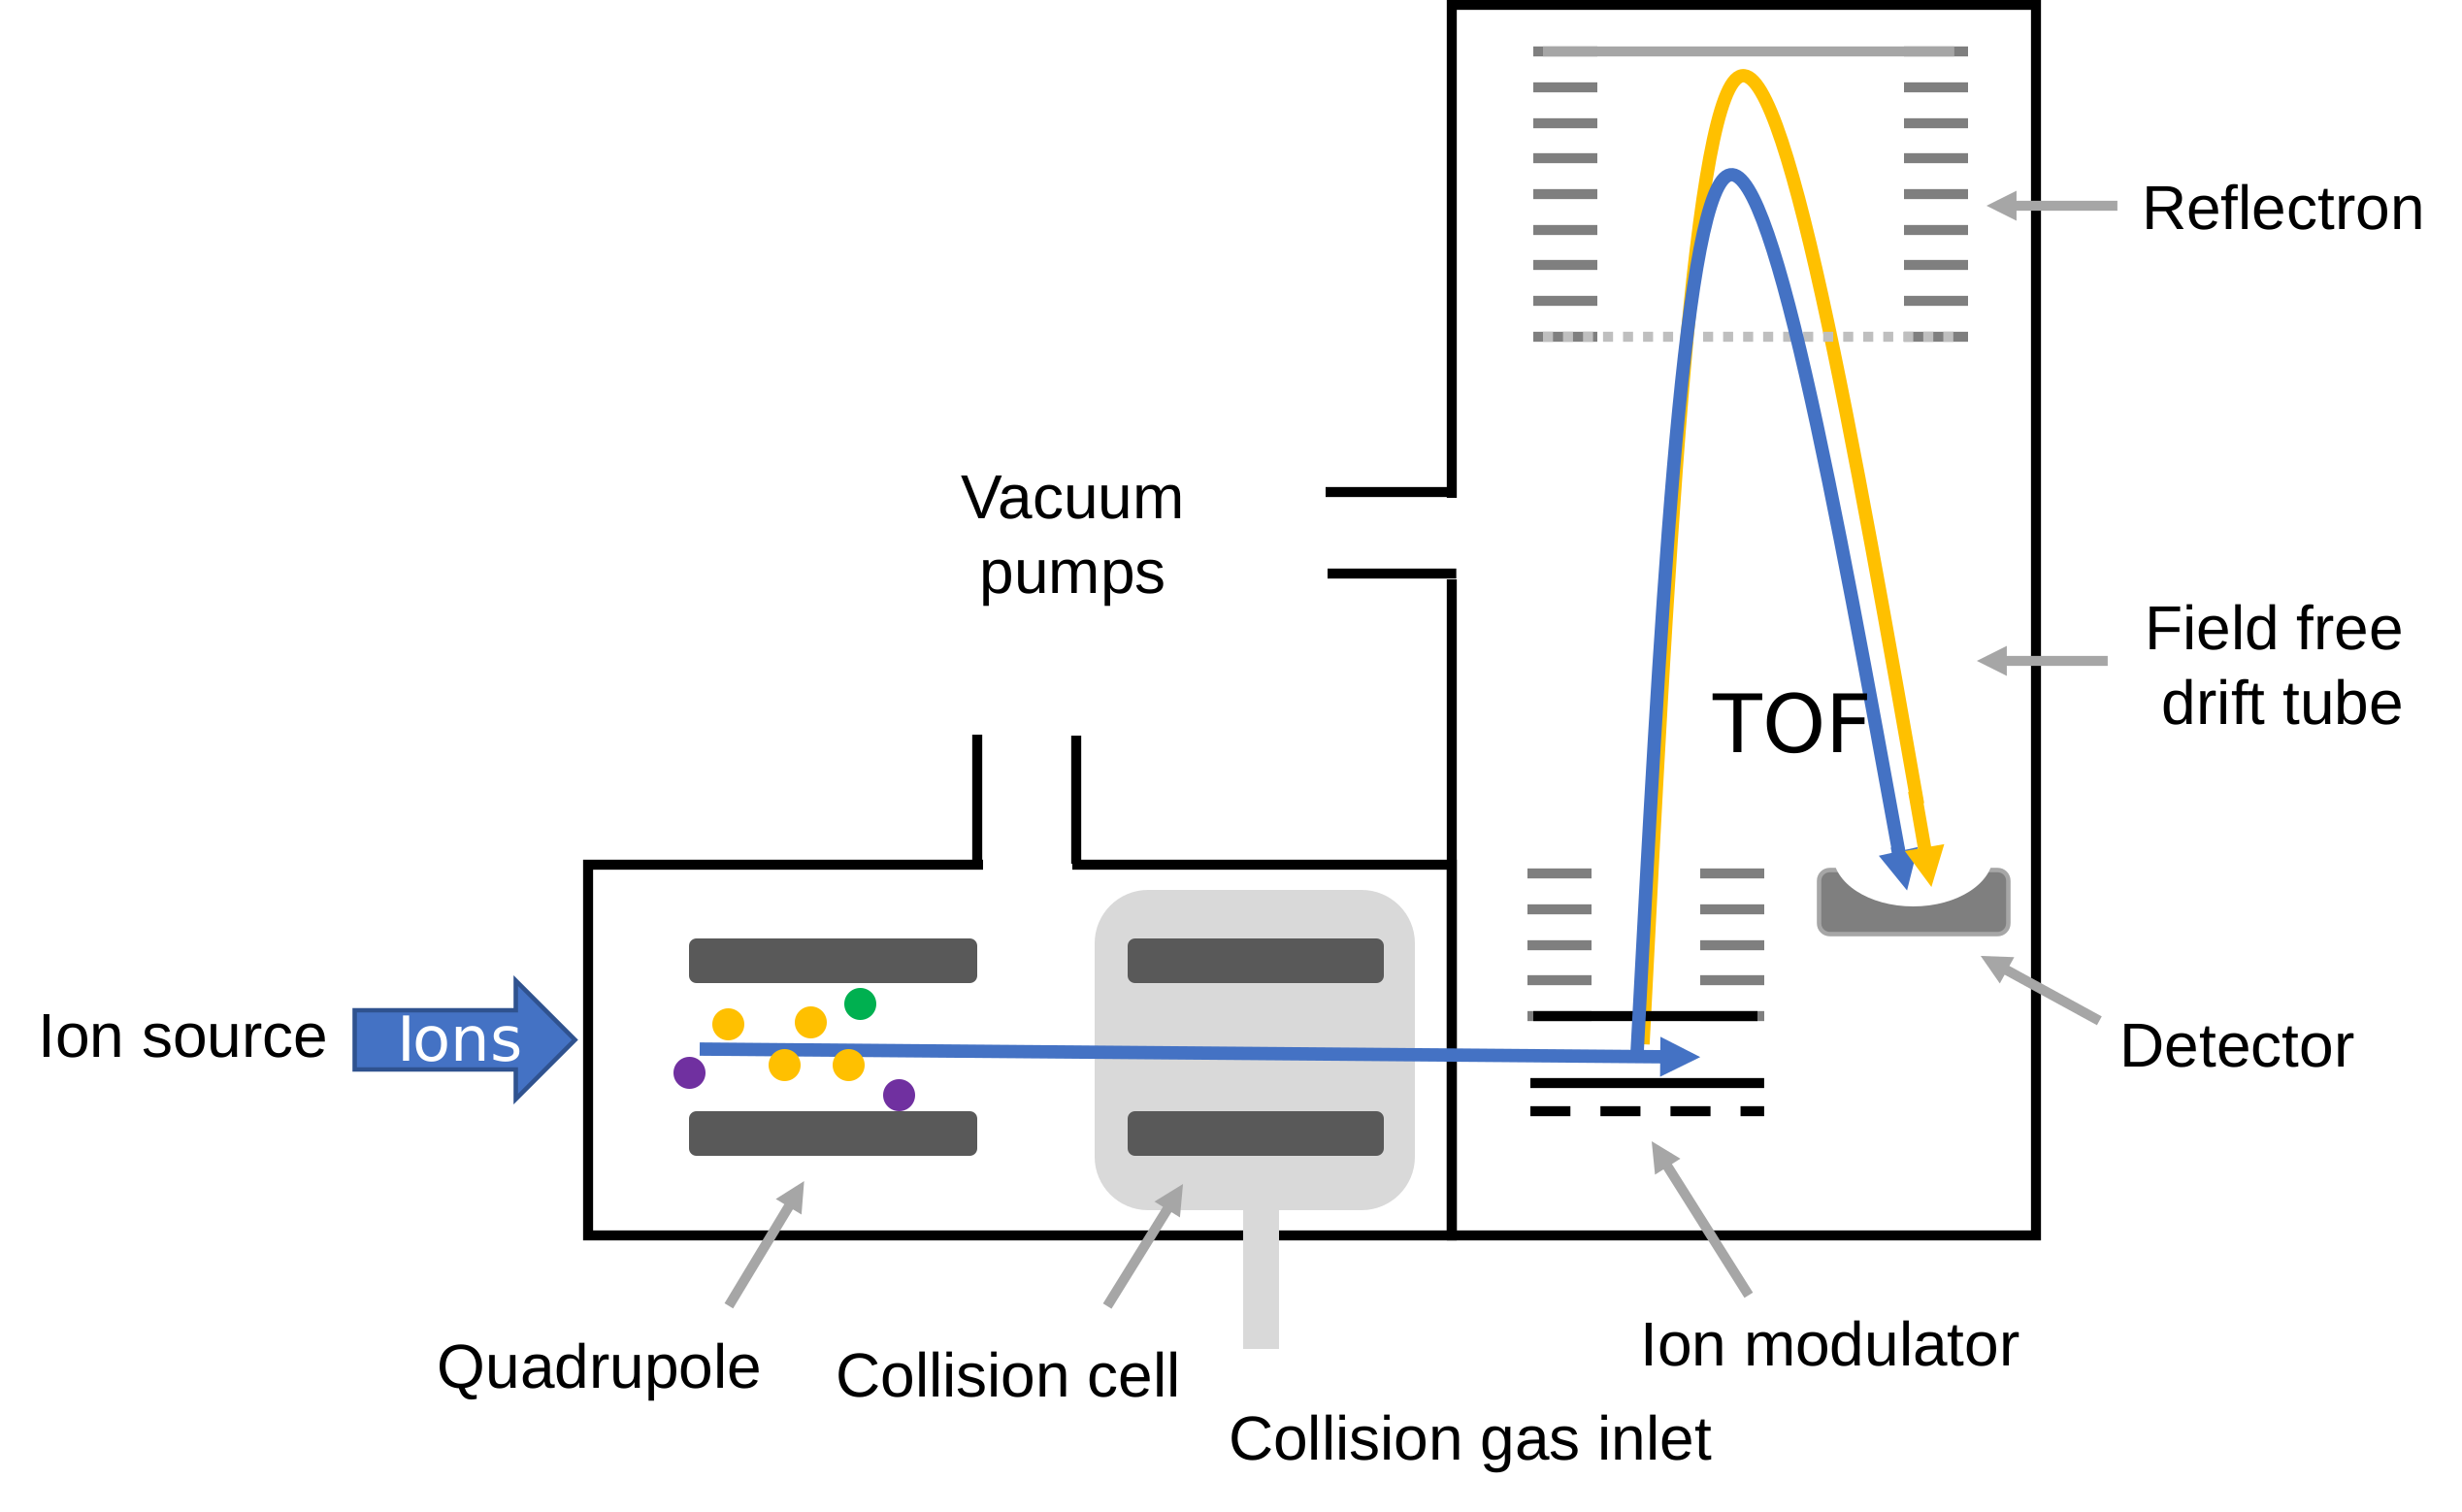 Reflectron
Vacuum
pumps
Field free
drift tube
TOF
Ion source
Ions
Detector
Quadrupole
Collision cell
Ion modulator
Collision gas inlet